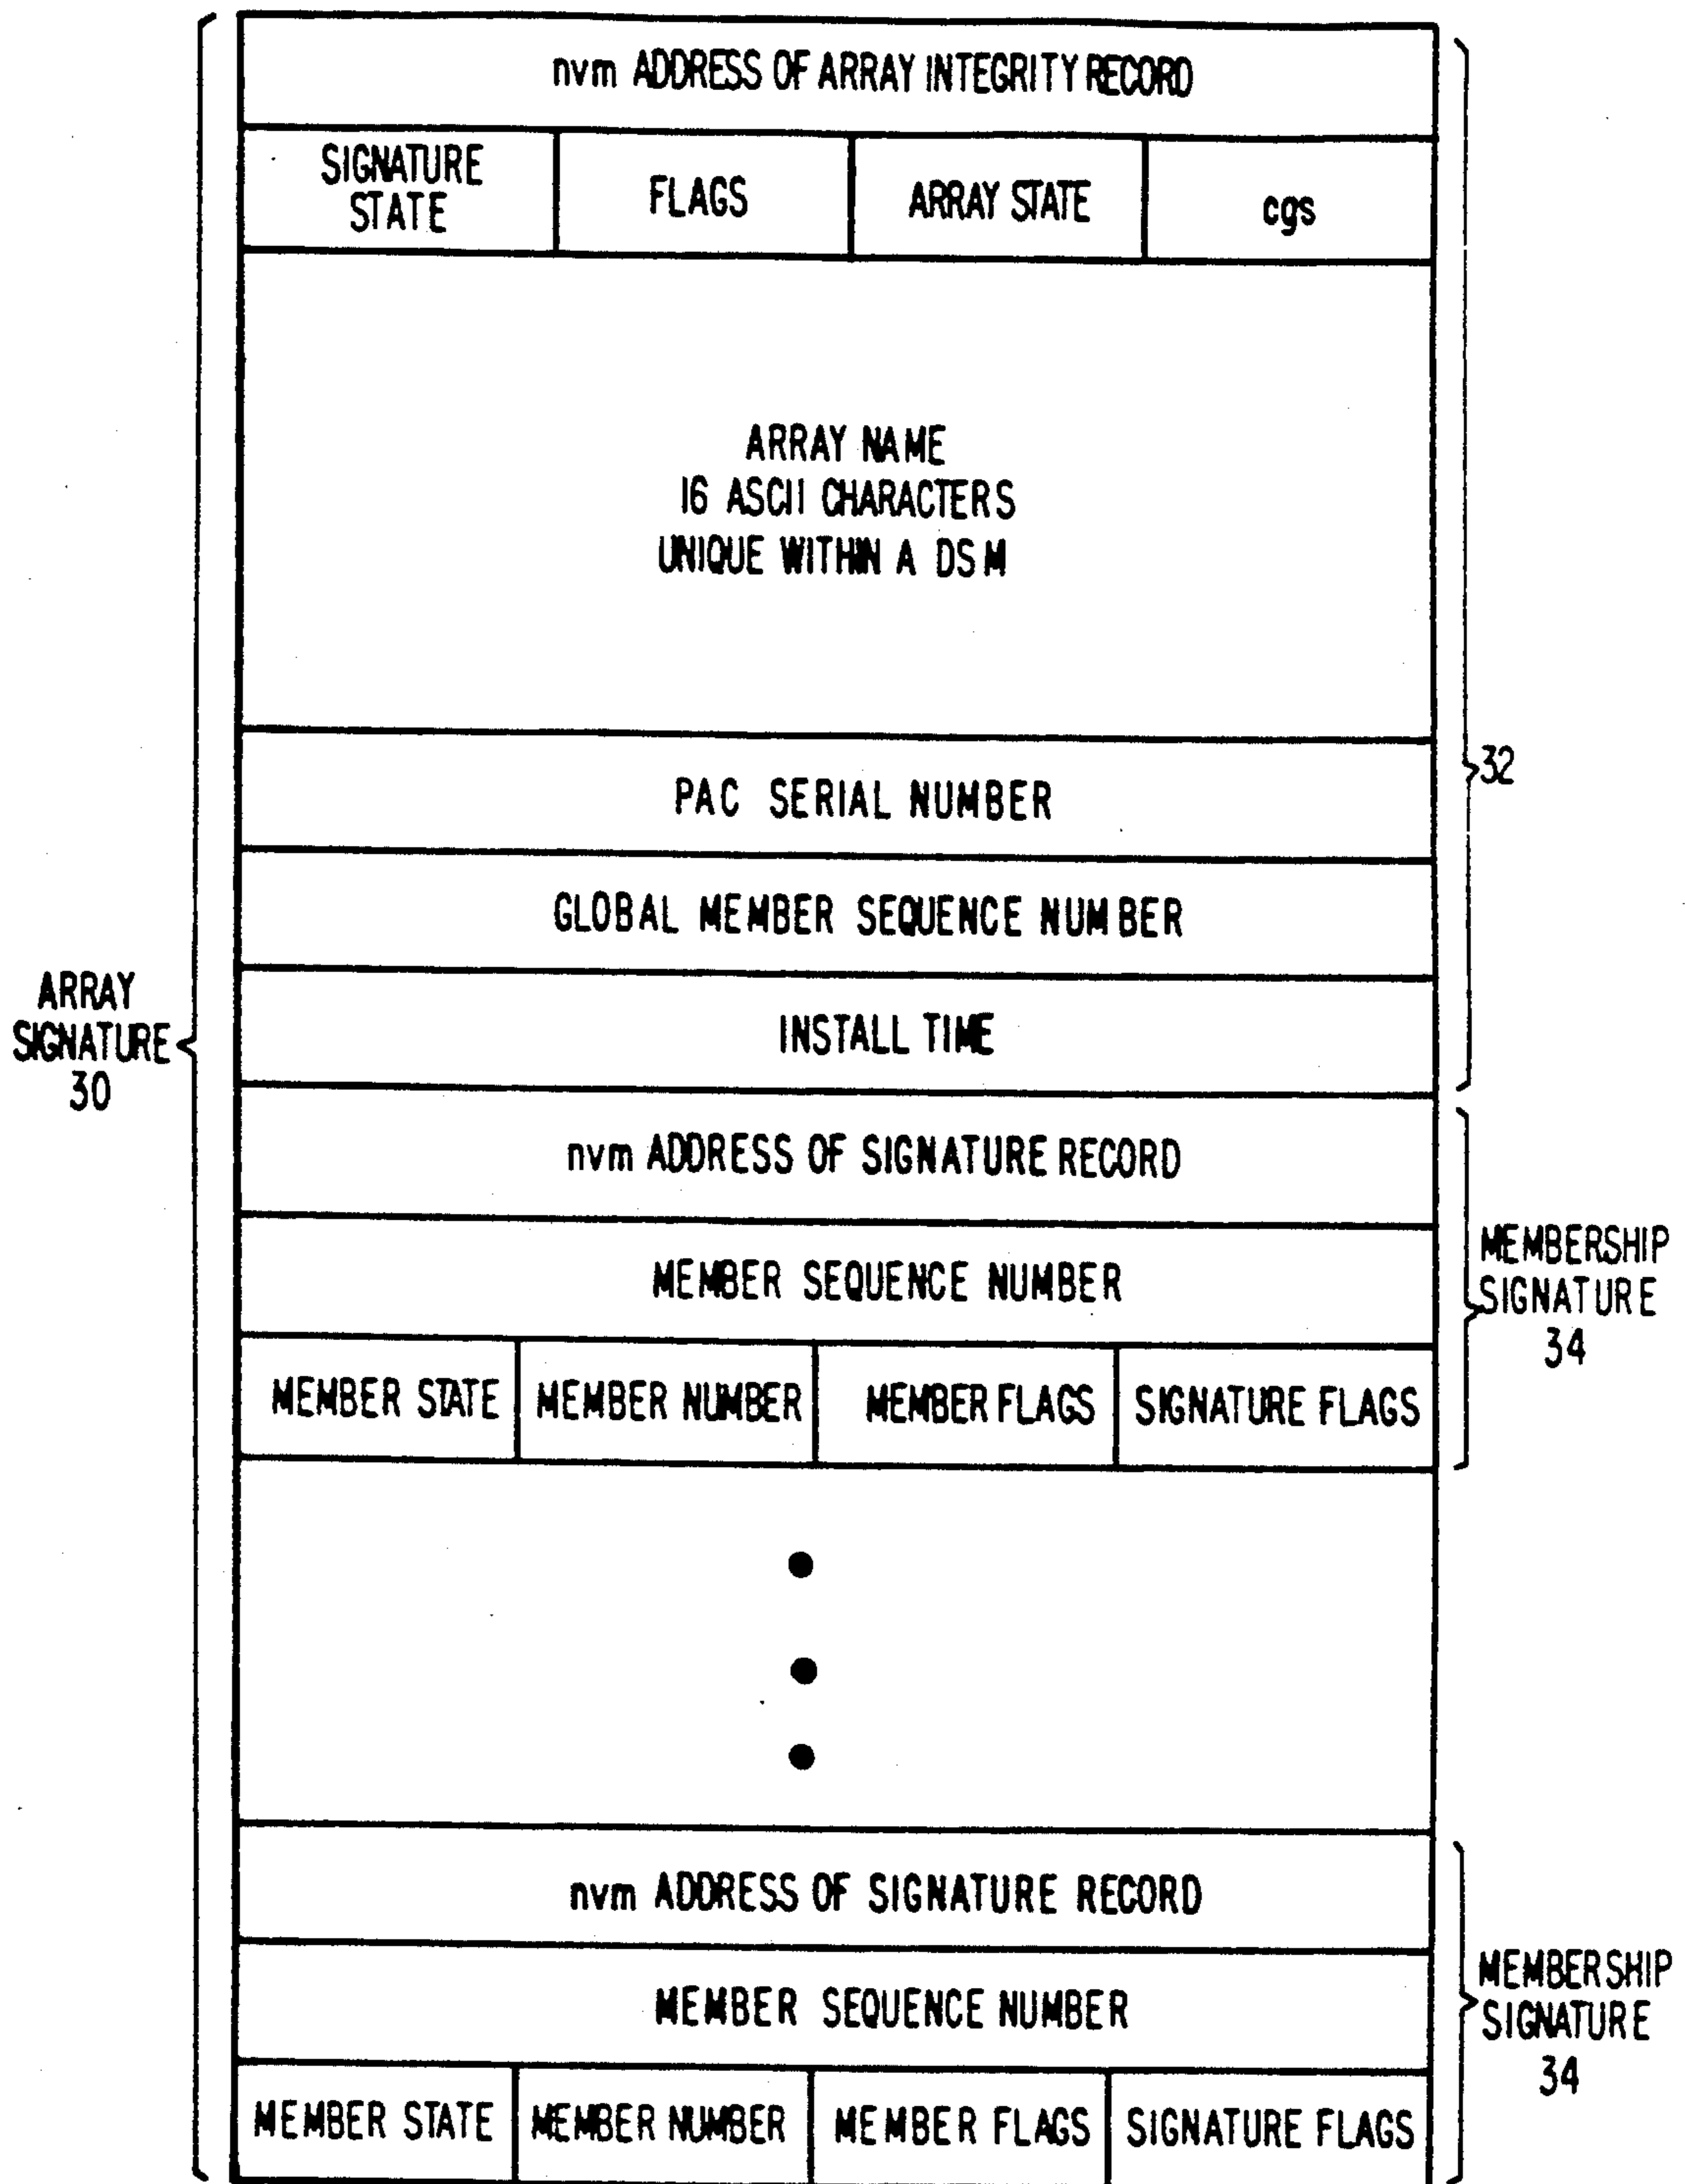 nvm ADDRESS OF ARRAY INTEGRITY RECORD
SIGNATURE
STATE
FLAGS
ARRAY STATE
cgs
ARRAY NAME
16 ASCII CHARACTERS
UNIQUE WITHIN A DSM
PAC SERIAL NUMBER
32
GLOBAL MEMBER SEQUENCE NUMBER
INSTALL TIME
ARRAY
SIGNATURE
30
nvm ADDRESS OF SIGNATURE RECORD
MEMBER SEQUENCE NUMBER
MEMBERSHIP
SIGNATURE
34
MEMBER STATE
MEMBER NUMBER
MEMBER FLAGS
SIGNATURE FLAGS
nvm ADDRESS OF SIGNATURE RECORD
MEMBER SEQUENCE NUMBER
MEMBERSHIP
SIGNATURE
34
MEMBER STATE
MEMBER NUMBER
MEMBER FLAGS
SIGNATURE FLAGS